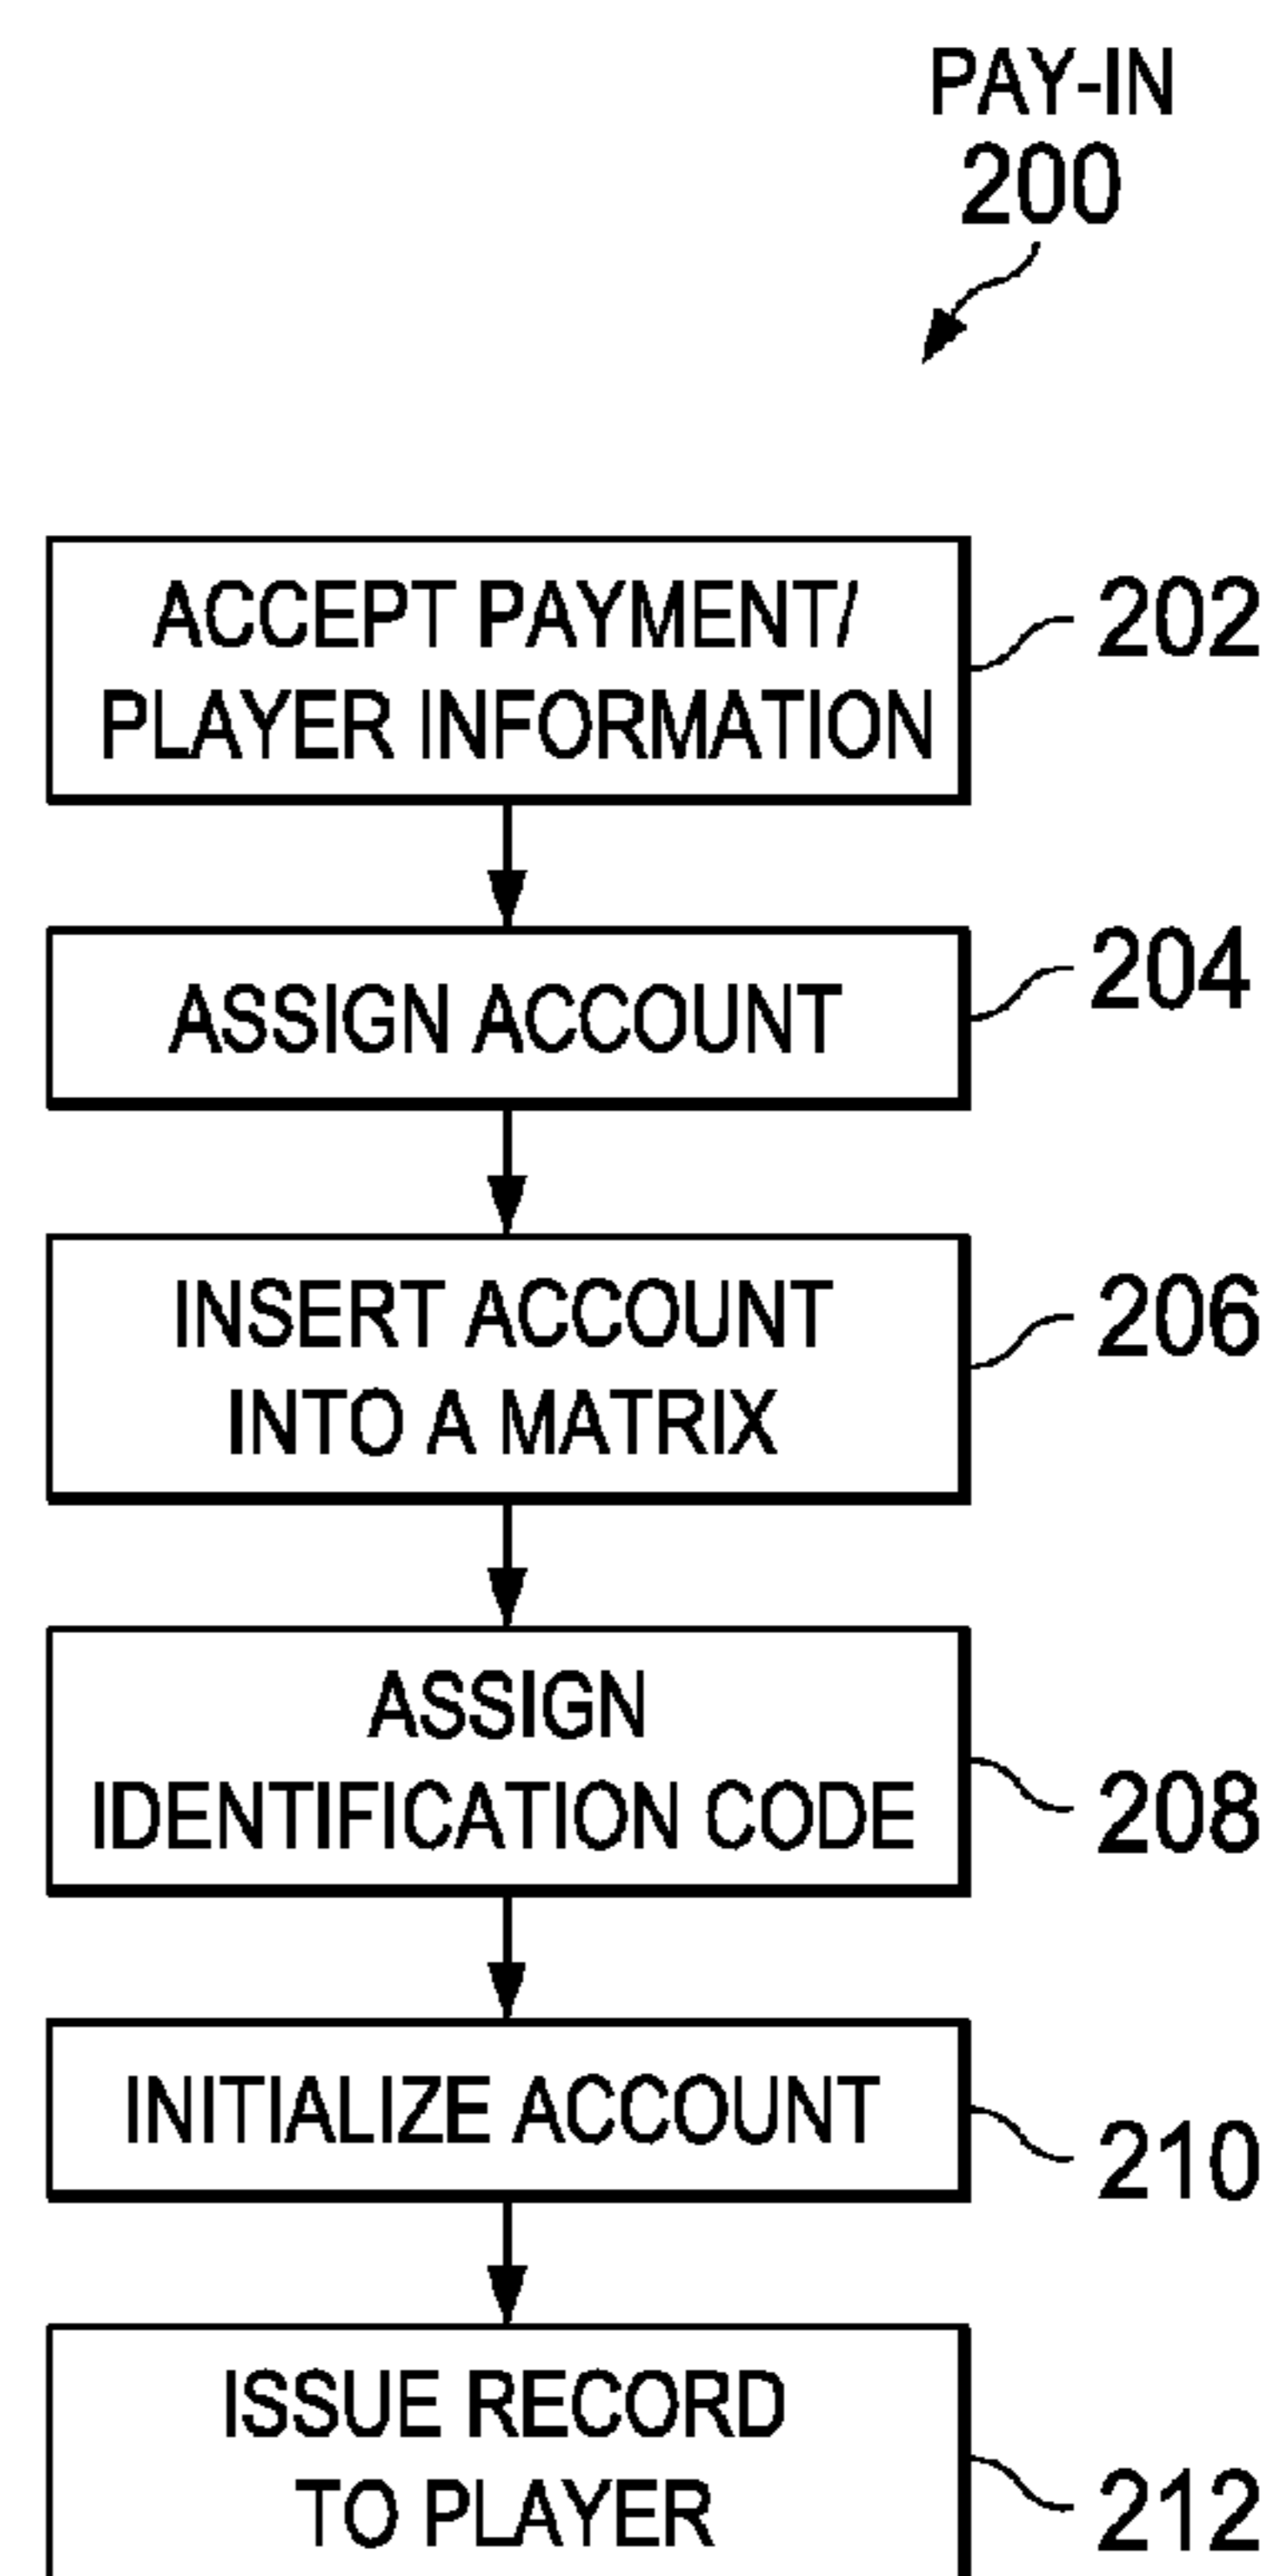 PAY-IN
200
ACCEPT PAYMENT/
PLAYER INFORMATION
202
ASSIGN ACCOUNT
204
INSERT ACCOUNT
INTO A MATRIX
206
ASSIGN
IDENTIFICATION CODE
208
INITIALIZE ACCOUNT
210
ISSUE RECORD
TO PLAYER
212